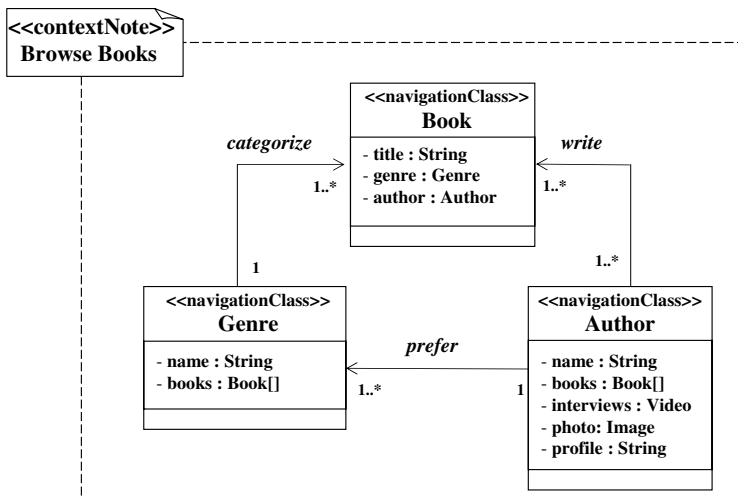 <<contextNote>>
Browse Books
<<navigationClass>>
Book
- title : String
- genre : Genre
- author : Author
categorize
write
1..*
1..*
1
1..*
<<navigationClass>>
Genre
- name : String
- books : Book[]
prefer
1..*
1
<<navigationClass>>
Author
- name : String
- books : Book[]
- interviews : Video
- photo: Image
- profile : String